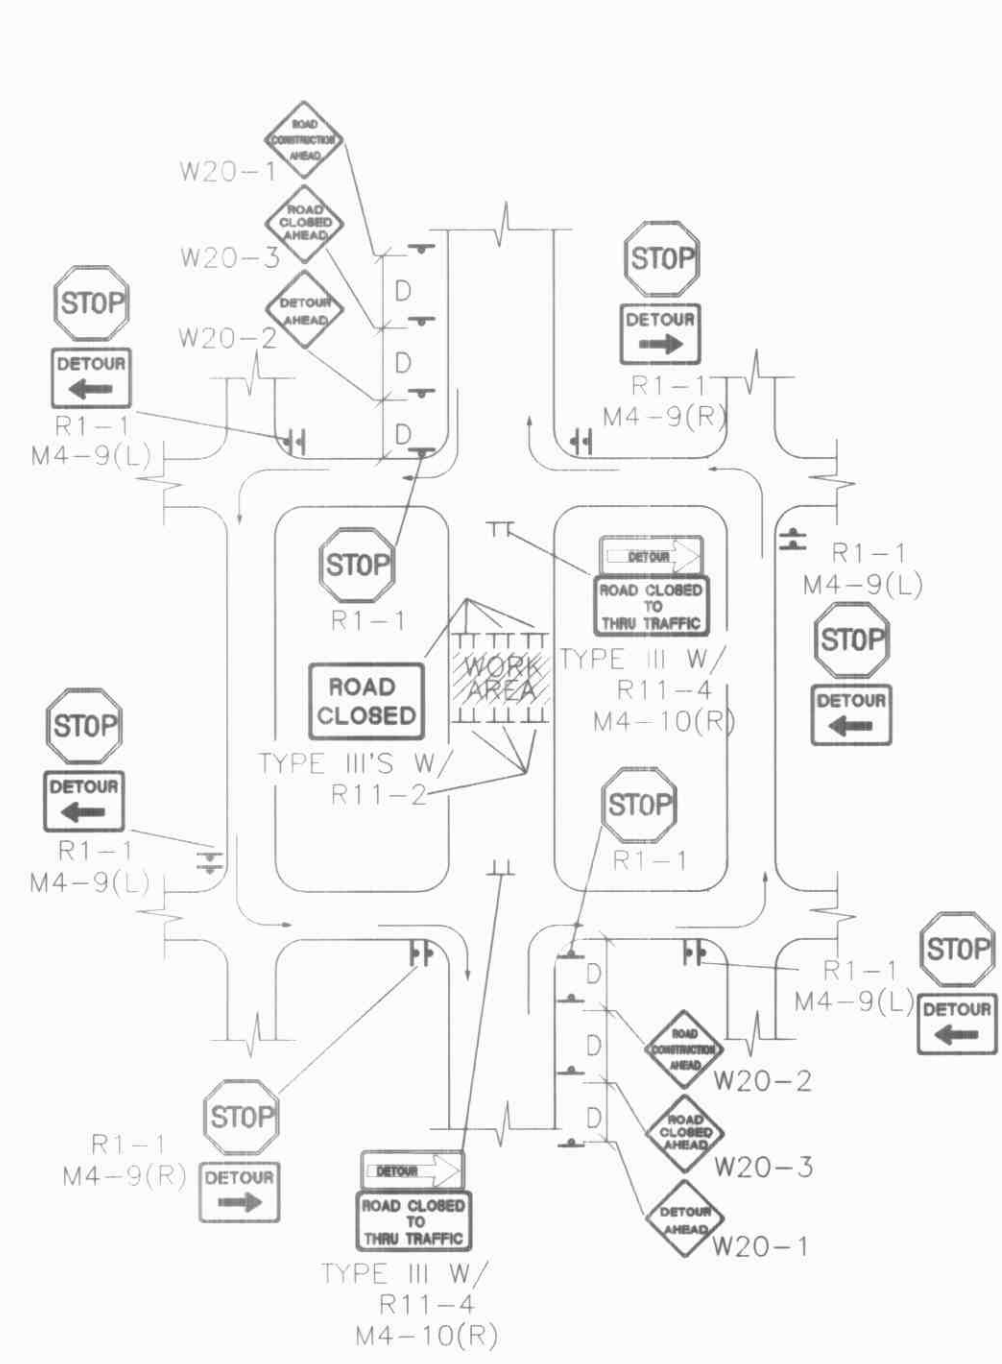 ROAD
CONSTRUCTION
AHEAD
W20-1
ROAD
CLOSED
AHEAD
W20-3
DETOUR
AHEAD
W20-2
D
D
D
STOP
DETOUR
R1-1
M4-9(L)
STOP
DETOUR
R1-1
M4-9(R)
STOP
R1-1
DETOUR
ROAD CLOSED
TO
THRU TRAFFIC
TYPE III W/
R11-4
M4-10(R)
R1-1
M4-9(L)
STOP
DETOUR
WORK
AREA
ROAD
CLOSED
TYPE III'S W/
R11-2
STOP
DETOUR
R1-1
M4-9(L)
STOP
R1-1
STOP
DETOUR
R1-1
M4-9(L)
D
D
D
ROAD
CONSTRUCTION
AHEAD
W20-2
ROAD
CLOSED
AHEAD
W20-3
DETOUR
AHEAD
W20-1
STOP
DETOUR
R1-1
M4-9(R)
DETOUR
ROAD CLOSED
TO
THRU TRAFFIC
TYPE III W/
R11-4
M4-10(R)